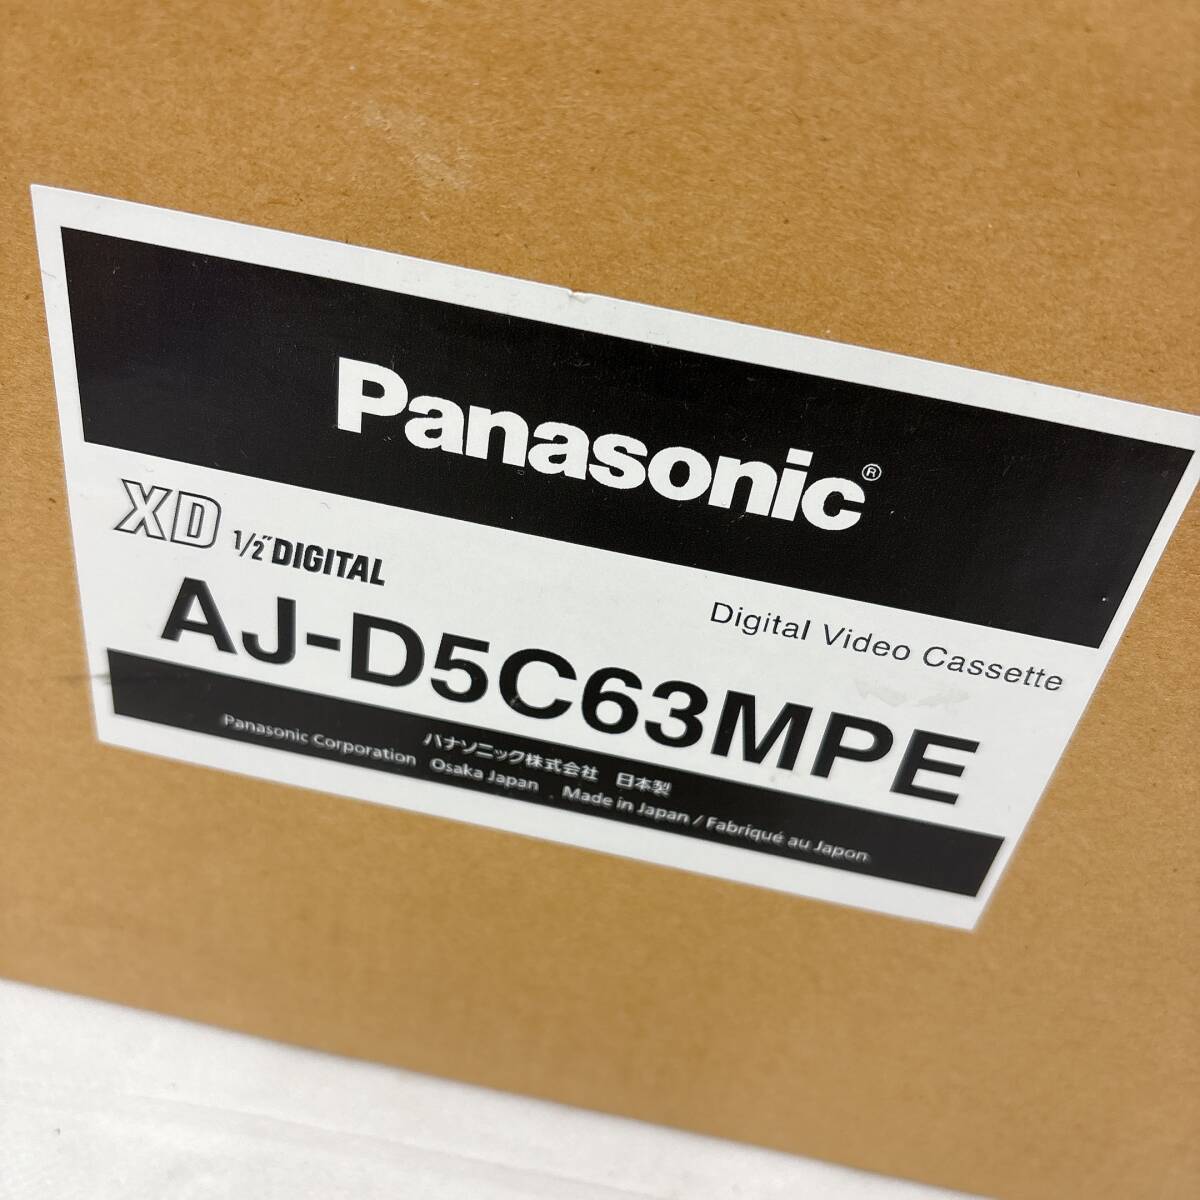 Panasonic®
XD 1/2" DIGITAL
Digital Video Cassette
AJ-D5C63MPE
パナソニック株式会社 日本製
Panasonic Corporation Osaka Japan Made in Japan / Fabriqué au Japon